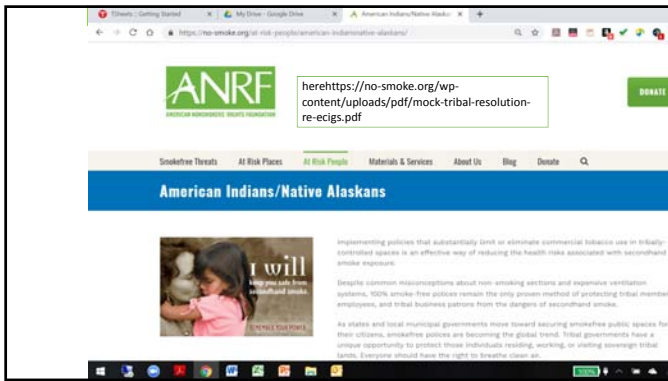 TSheets : Getting Started
My Drive - Google Drive
American Indians/Native Alaskan
https://no-smoke.org/at-risk-people/american-indiansnative-alaskans/
ANRF
AMERICAN NONSMOKERS' RIGHTS FOUNDATION
herehttps://no-smoke.org/wp-
content/uploads/pdf/mock-tribal-resolution-
re-ecigs.pdf
DONATE
Smokefree Threats At Risk Places At Risk People Materials & Services About Us Blog Donate
American Indians/Native Alaskans
I will
keep you safe from
secondhand smoke.
REMEMBER YOUR POWER
Implementing policies that substantially limit or eliminate commercial tobacco use in tribally-
controlled spaces is an effective way of reducing the health risks associated with secondhand
smoke exposure.
Despite common misconceptions about non-smoking sections and expensive ventilation
systems, 100% smoke-free polices remain the only proven method of protecting tribal member
employees, and tribal business patrons from the dangers of secondhand smoke.
As states and local municipal governments move toward securing smokefree public spaces for
their citizens, smokefree policies are becoming the global trend. Tribal governments have a
unique opportunity to protect those individuals residing, working, or visiting sovereign tribal
lands. Everyone should have the right to breathe clean air.
100%